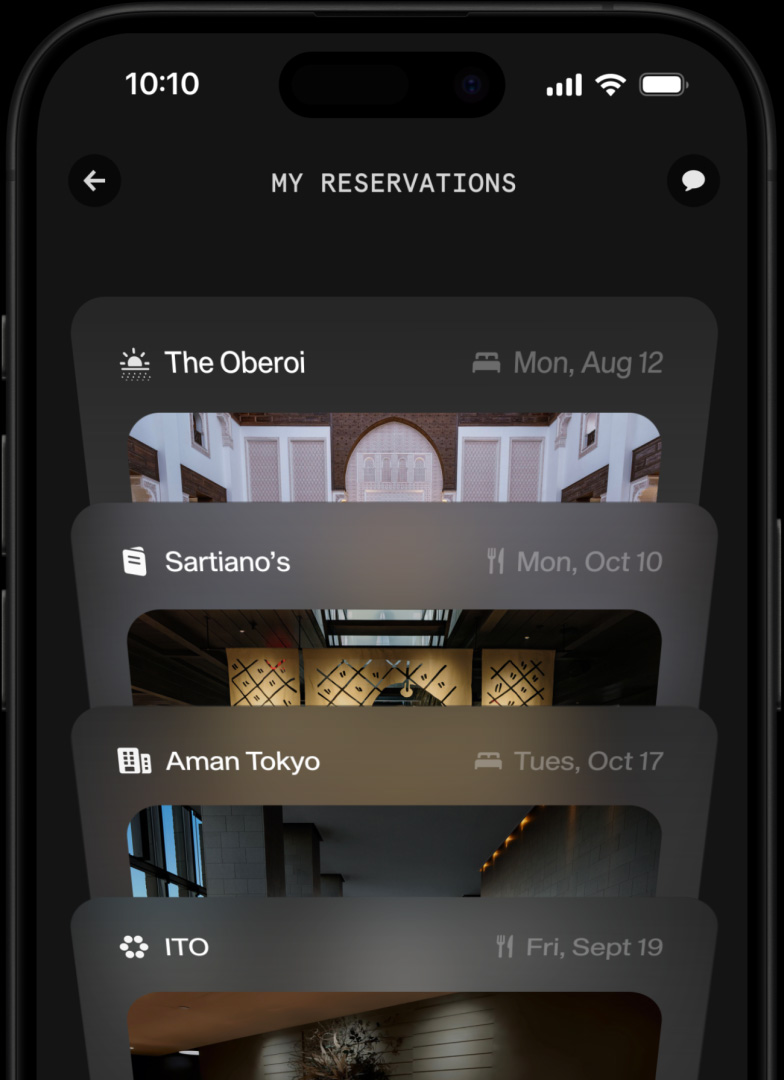 10:10
MY RESERVATIONS
The Oberoi Mon, Aug 12
Sartiano’s Mon, Oct 10
Aman Tokyo Tues, Oct 17
ITO Fri, Sept 19